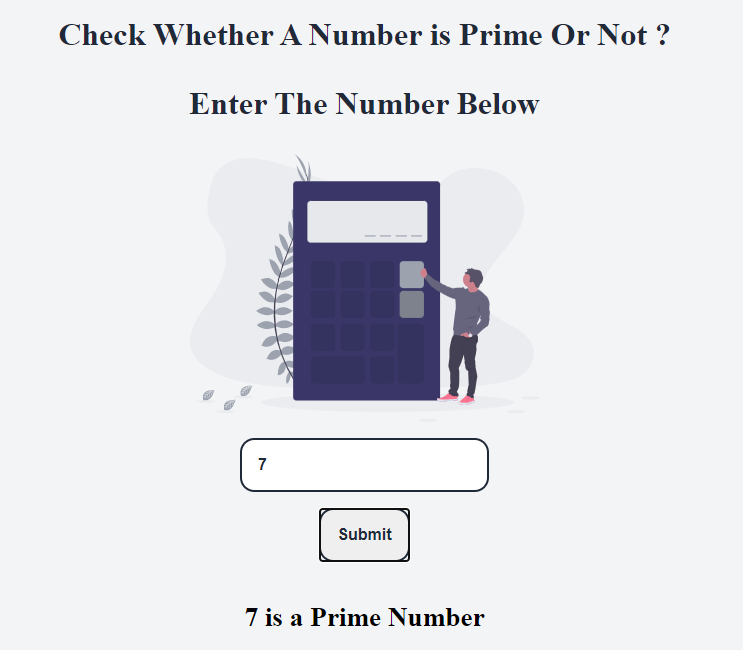 Check Whether A Number is Prime Or Not ?
Enter The Number Below
7
Submit
7 is a Prime Number